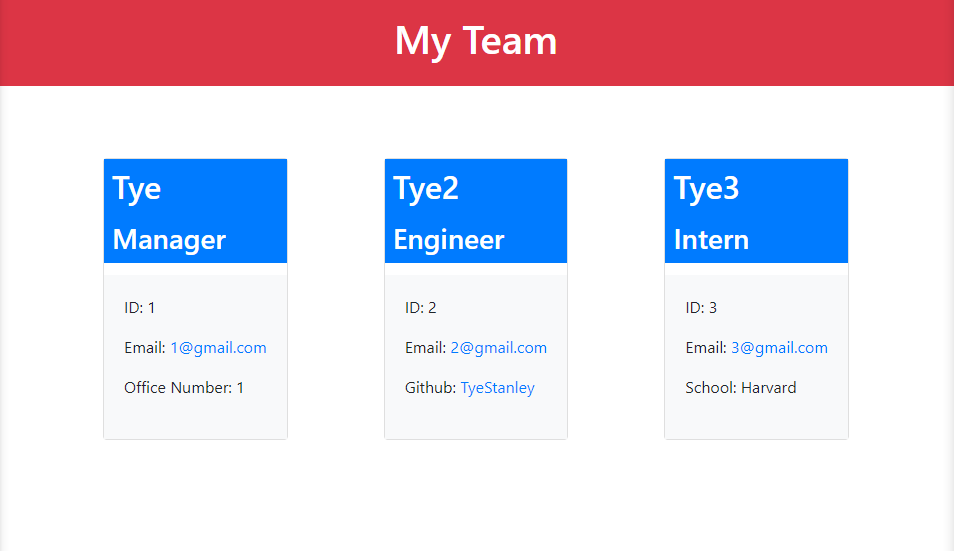 My Team
Tye
Manager
ID: 1
Email: 1@gmail.com
Office Number: 1
Tye2
Engineer
ID: 2
Email: 2@gmail.com
Github: TyeStanley
Tye3
Intern
ID: 3
Email: 3@gmail.com
School: Harvard